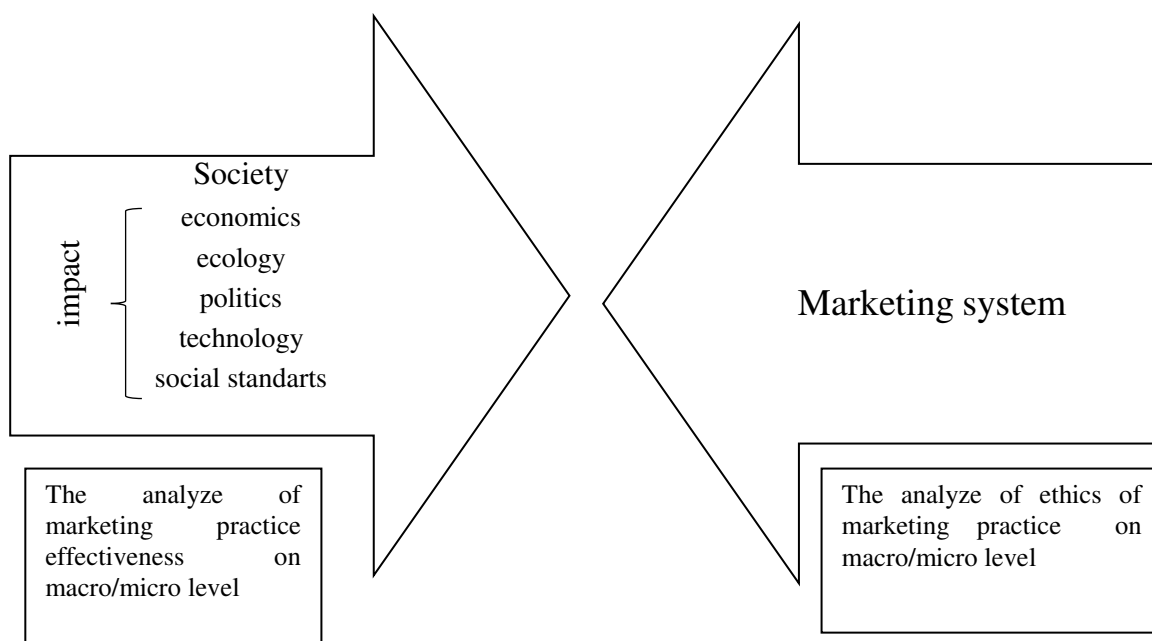 Society
impact
economics
ecology
politics
technology
social standarts
Marketing system
The analyze of
marketing practice
effectiveness on
macro/micro level
The analyze of ethics of
marketing practice on
macro/micro level